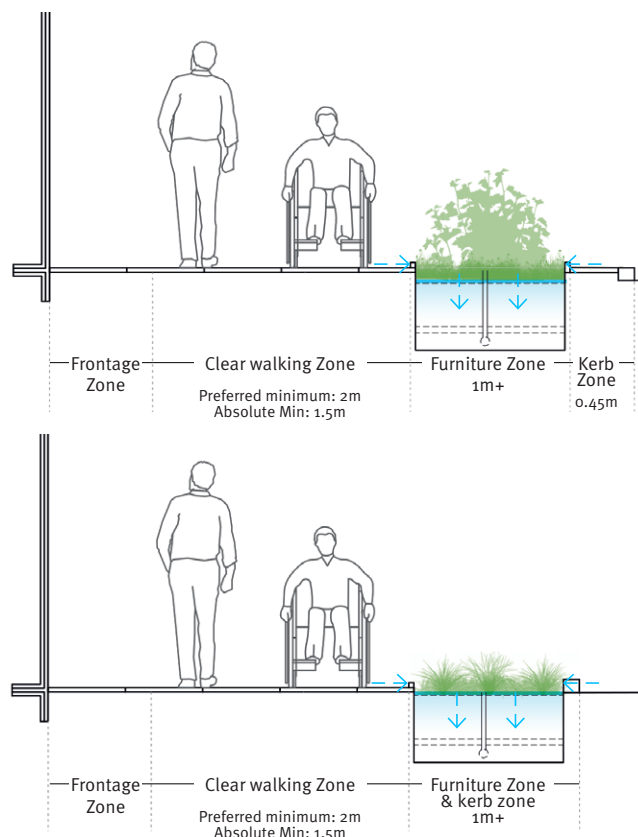 Frontage Zone
Clear walking Zone
Preferred minimum: 2m
Absolute Min: 1.5m
Furniture Zone
1m+
Kerb Zone
0.45m
Frontage Zone
Clear walking Zone
Preferred minimum: 2m
Absolute Min: 1.5m
Furniture Zone
& kerb zone
1m+